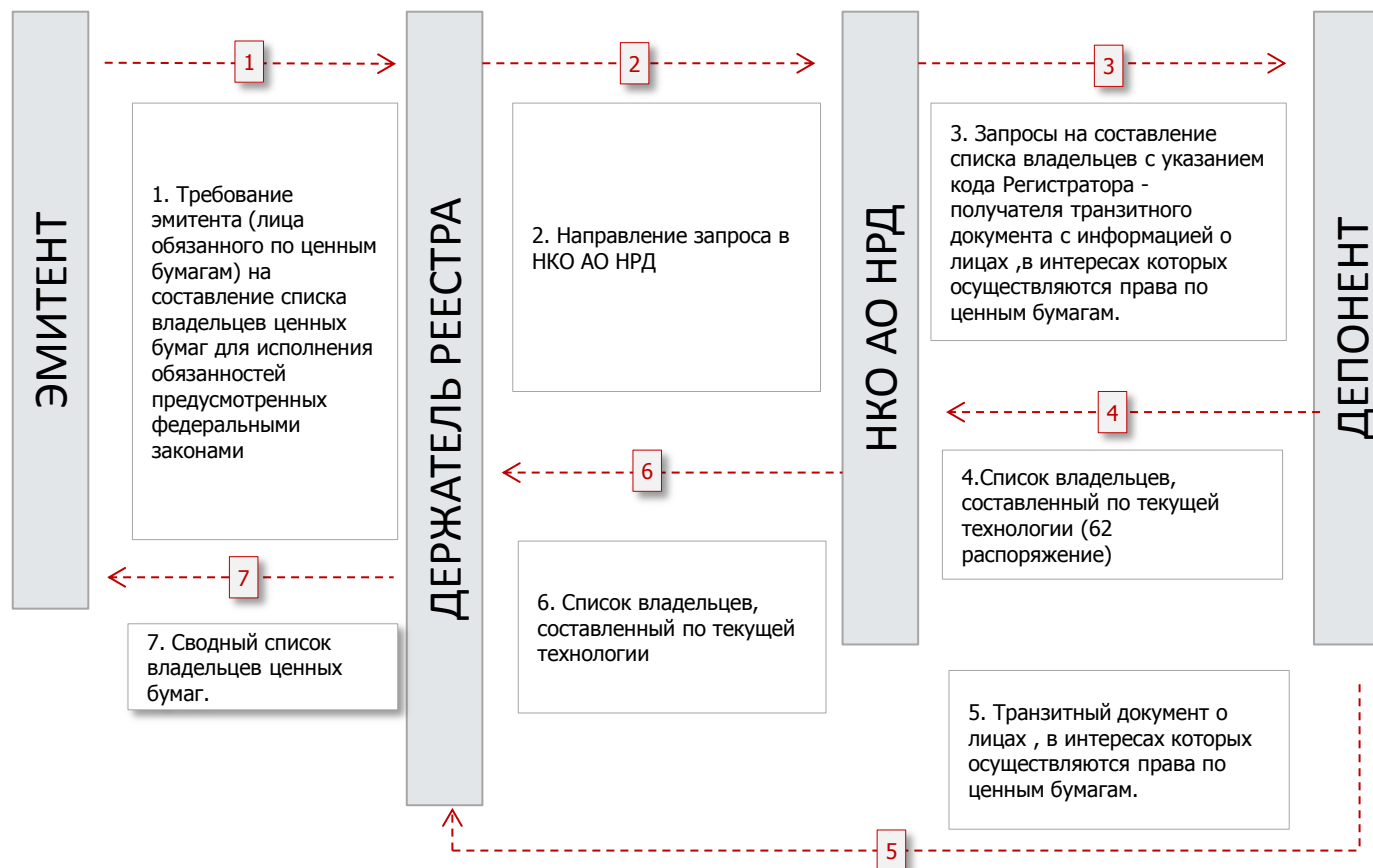 ЭМИТЕНТ
1
1. Требование
эмитента (лица
обязанного по ценным
бумагам) на
составление списка
владельцев ценных
бумаг для исполнения
обязанностей
предусмотренных
федеральными
законами
7
7. Сводный список
владельцев ценных
бумаг.
ДЕРЖАТЕЛЬ РЕЕСТРА
2
2. Направление запроса в
НКО АО НРД
6
6. Список владельцев,
составленный по текущей
технологии
НКО АО НРД
3
3. Запросы на составление
списка владельцев с указанием
кода Регистратора -
получателя транзитного
документа с информацией о
лицах ,в интересах которых
осуществляются права по
ценным бумагам.
4
4.Список владельцев,
составленный по текущей
технологии (62
распоряжение)
5. Транзитный документ о
лицах , в интересах которых
осуществляются права по
ценным бумагам.
5
ДЕПОНЕНТ